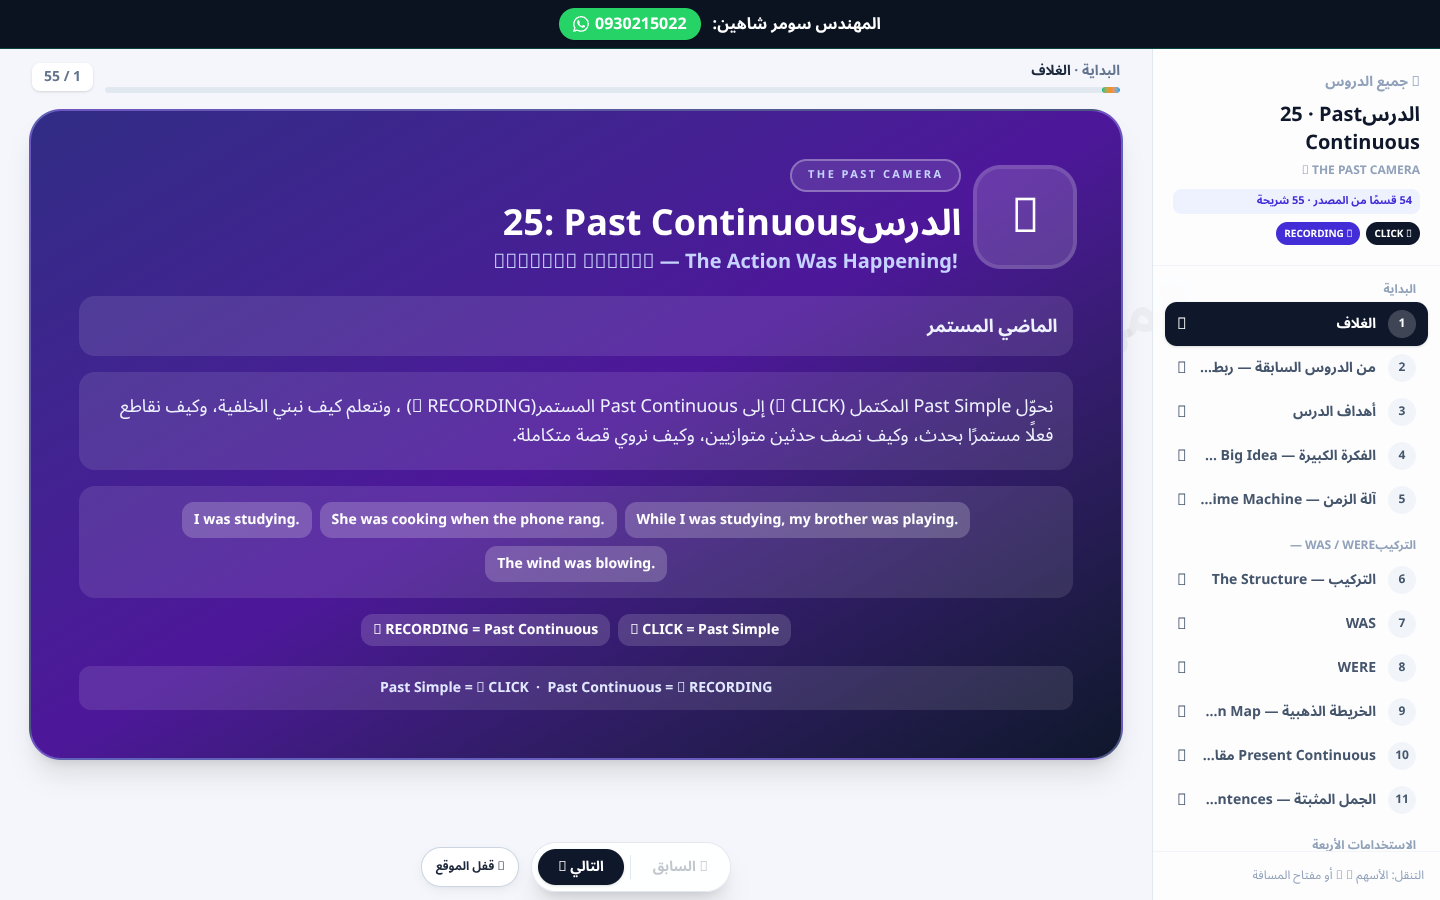 المهندس سومر شاهين: 0930215022
جميع الدروس
الدرس25 · Past
Continuous
THE PAST CAMERA
54 قسمًا من المصدر · 55 شريحة
CLICK
RECORDING
البداية
1 الغلاف
2 من الدروس السابقة — ربط...
3 أهداف الدرس
4 الفكرة الكبيرة — Big Idea ...
5 آلة الزمن — ime Machine...
التركيبWAS / WERE —
6 التركيب — The Structure
7 WAS
8 WERE
9 الخريطة الذهبية — n Map...
10 Present Continuous مقا...
11 الجمل المثبتة — ntences...
الاستخدامات الأربعة
التنقل: الأسهم أو مفتاح المسافة
البداية · الغلاف
1 / 55
THE PAST CAMERA
الدرس25: Past Continuous
— The Action Was Happening!
الماضي المستمر
نحوّل Past Simple المكتمل (CLICK) إلى Past Continuous المستمر(RECORDING) ، ونتعلم كيف نبني الخلفية، وكيف نقاطع
فعلًا مستمرًا بحدث، وكيف نصف حدثين متوازيين، وكيف نروي قصة متكاملة.
I was studying. She was cooking when the phone rang. While I was studying, my brother was playing.
The wind was blowing.
RECORDING = Past Continuous CLICK = Past Simple
Past Simple = CLICK · Past Continuous = RECORDING
السابق
التالي
قفل الموقع